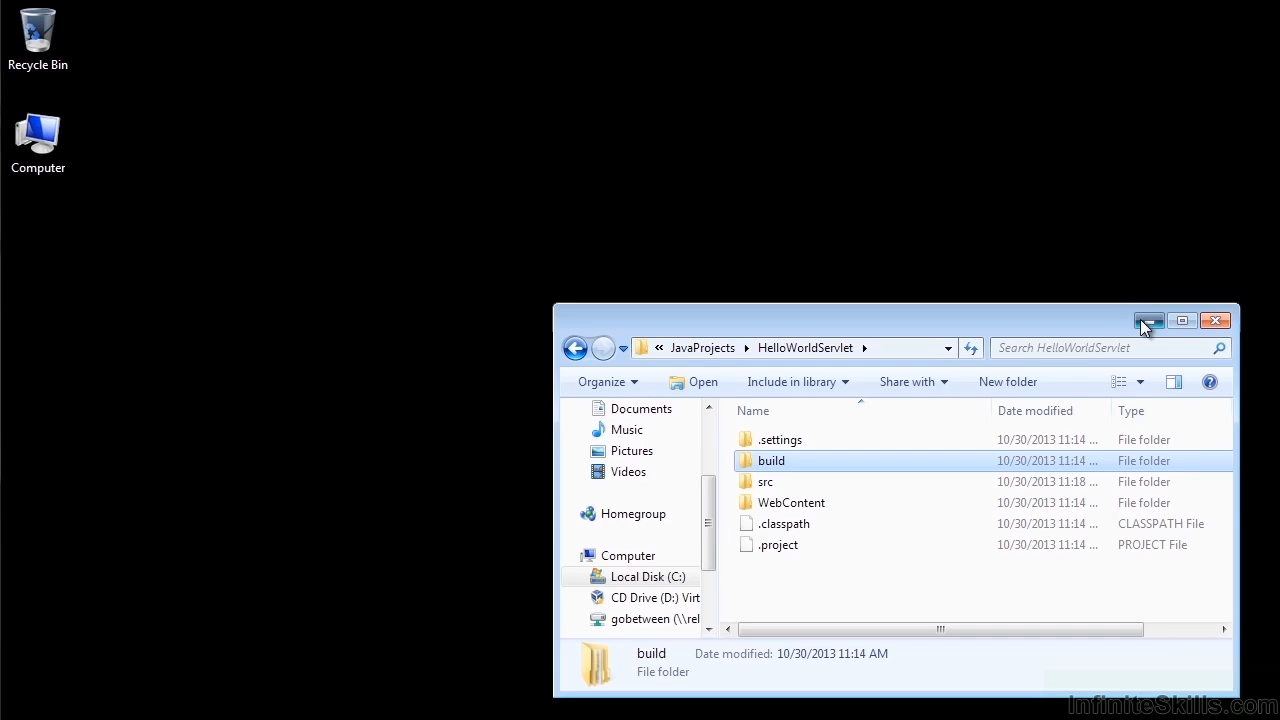 Recycle Bin
Computer
« JavaProjects HelloWorldServlet
Search HelloWorldServlet
Organize Open Include in library Share with New folder
Documents
Music
Pictures
Videos
Homegroup
Computer
Local Disk (C:)
CD Drive (D:) Virt
gobetween (\\rel
Name Date modified Type
.settings 10/30/2013 11:14 ... File folder
build 10/30/2013 11:14 ... File folder
src 10/30/2013 11:18 ... File folder
WebContent 10/30/2013 11:14 ... File folder
.classpath 10/30/2013 11:14 ... CLASSPATH File
.project 10/30/2013 11:14 ... PROJECT File
build Date modified: 10/30/2013 11:14 AM
File folder
InfiniteSkills.com